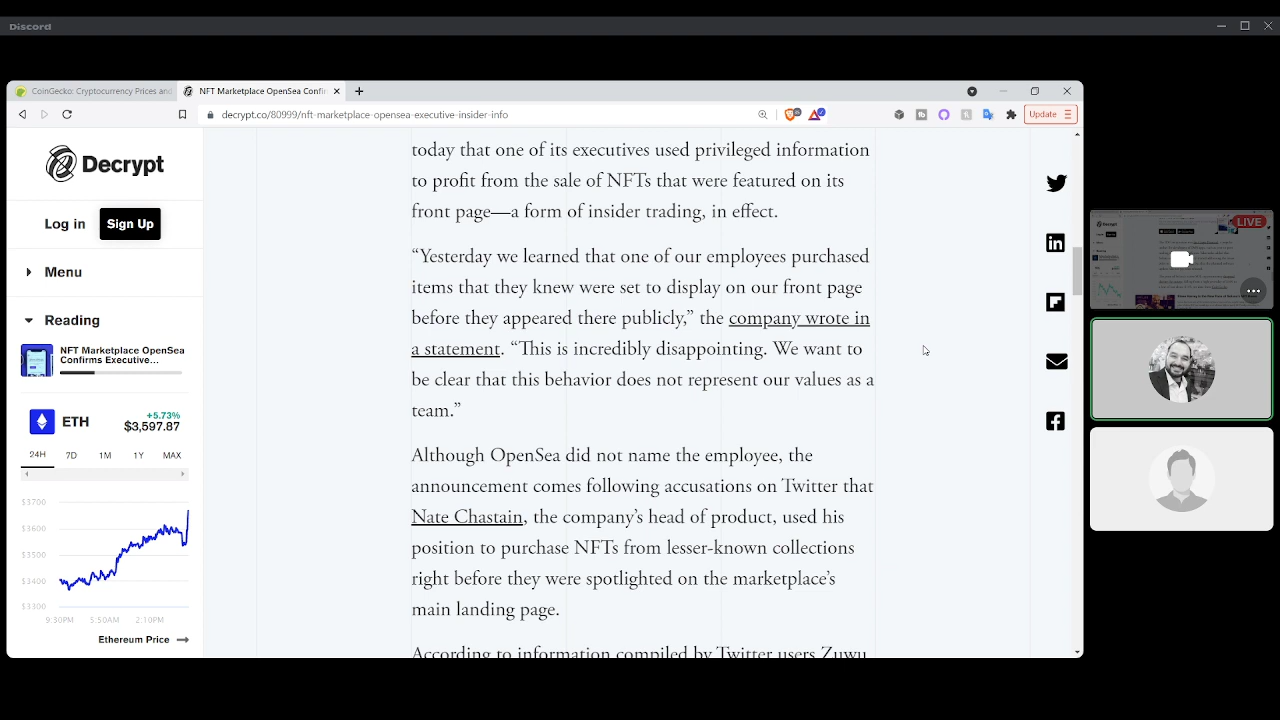 Discord
CoinGecko: Cryptocurrency Prices and
NFT Marketplace OpenSea Confir
decrypt.co/80999/nft-marketplace-opensea-executive-insider-info
Update
Decrypt
Log in
Sign Up
Menu
Reading
NFT Marketplace OpenSea
Confirms Executive...
ETH
+5.73%
$3,597.87
24H 7D 1M 1Y MAX
$3700
$3600
$3500
$3400
$3300
9:30PM 5:50AM 2:10PM
Ethereum Price
today that one of its executives used privileged information
to profit from the sale of NFTs that were featured on its
front page—a form of insider trading, in effect.
“Yesterday we learned that one of our employees purchased
items that they knew were set to display on our front page
before they appeared there publicly,” the company wrote in
a statement. “This is incredibly disappointing. We want to
be clear that this behavior does not represent our values as a
team.”
Although OpenSea did not name the employee, the
announcement comes following accusations on Twitter that
Nate Chastain, the company’s head of product, used his
position to purchase NFTs from lesser-known collections
right before they were spotlighted on the marketplace’s
main landing page.
According to information compiled by Twitter users Zuwu
LIVE